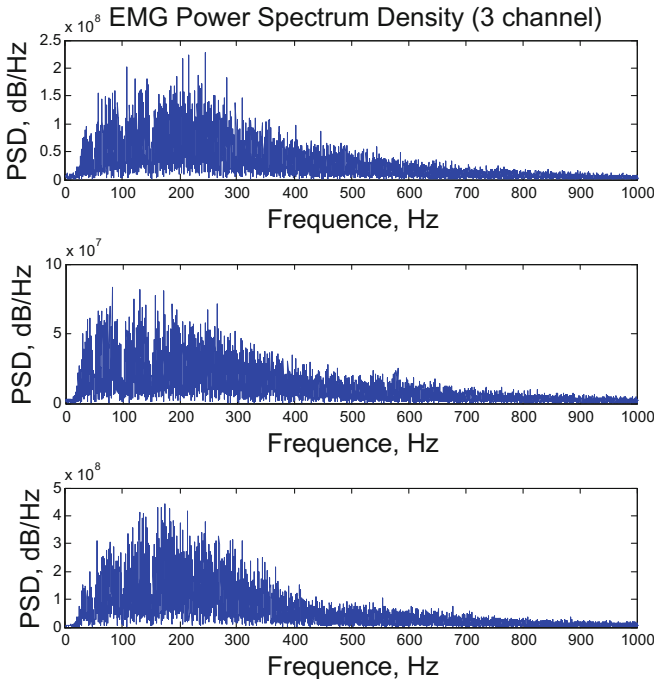 EMG Power Spectrum Density (3 channel)
x 10^8
2.5
2
1.5
1
0.5
0
PSD, dB/Hz
0 100 200 300 400 500 600 700 800 900 1000
Frequence, Hz
x 10^7
10
5
0
PSD, dB/Hz
0 100 200 300 400 500 600 700 800 900 1000
Frequence, Hz
x 10^8
5
4
3
2
1
0
PSD, dB/Hz
0 100 200 300 400 500 600 700 800 900 1000
Frequence, Hz